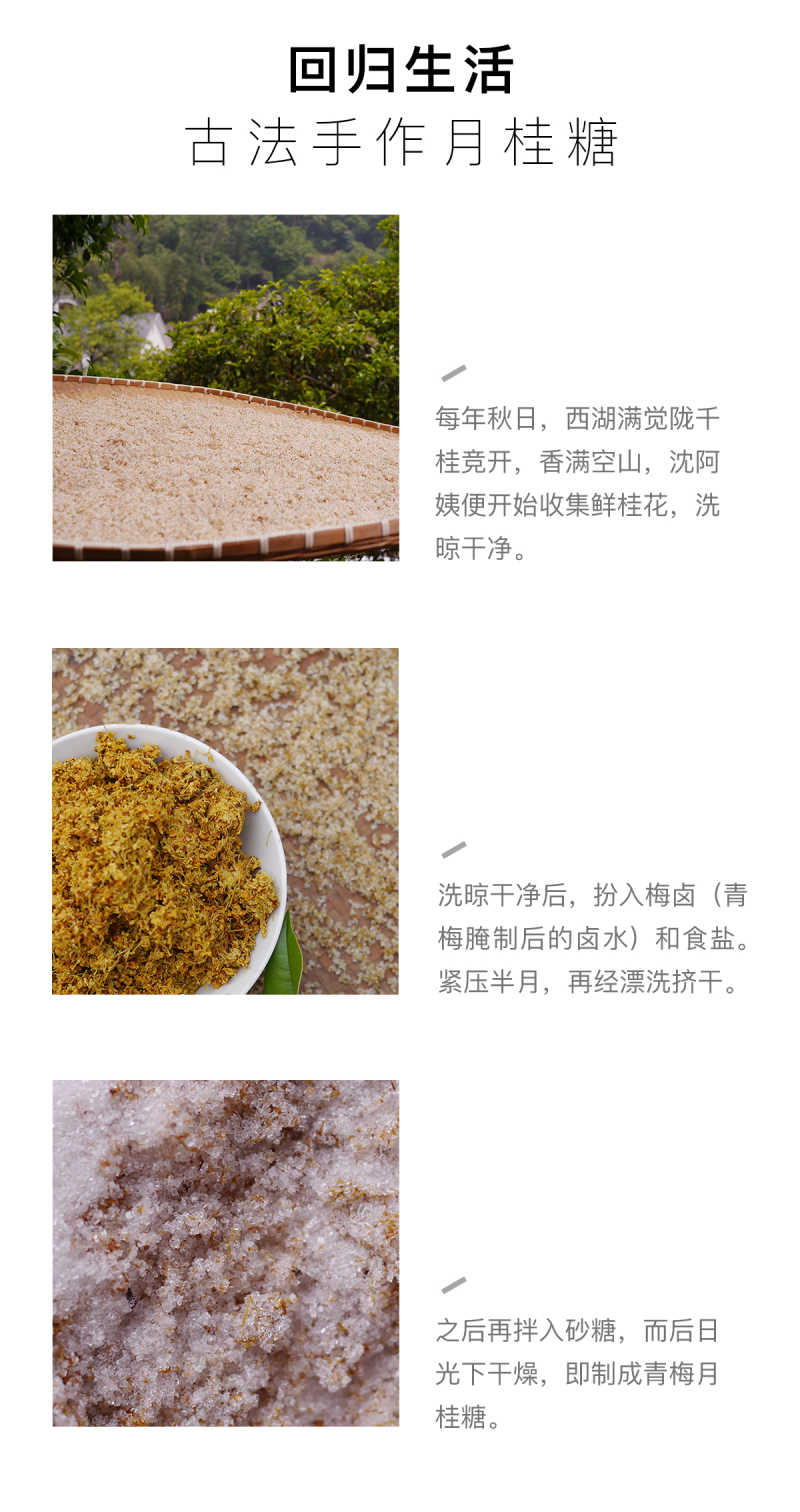 回归生活
古法手作月桂糖
每年秋日，西湖满觉陇千
桂竞开，香满空山，沈阿
姨便开始收集鲜桂花，洗
晾干净。
洗晾干净后，扮入梅卤（青
梅腌制后的卤水）和食盐。
紧压半月，再经漂洗挤干。
之后再拌入砂糖，而后日
光下干燥，即制成青梅月
桂糖。